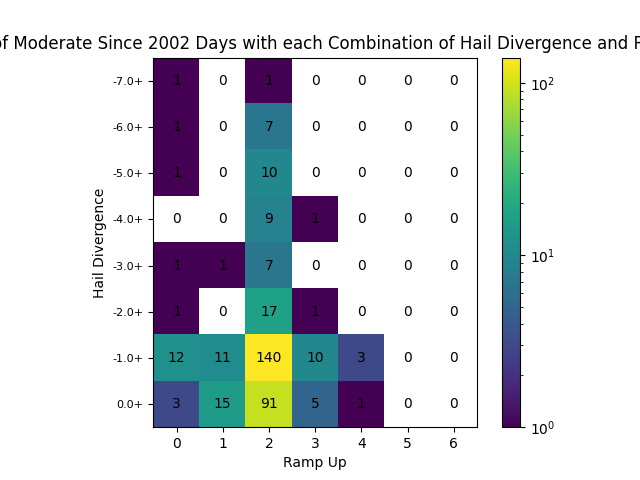 of Moderate Since 2002 Days with each Combination of Hail Divergence and
-7.0+ 1 0 1 0 0 0 0
-6.0+ 1 0 7 0 0 0 0
-5.0+ 1 0 10 0 0 0 0
-4.0+ 0 0 9 1 0 0 0
-3.0+ 1 1 7 0 0 0 0
-2.0+ 1 0 17 1 0 0 0
-1.0+ 12 11 140 10 3 0 0
0.0+ 3 15 91 5 1 0 0
0 1 2 3 4 5 6
Ramp Up
Hail Divergence
10²
10¹
10⁰